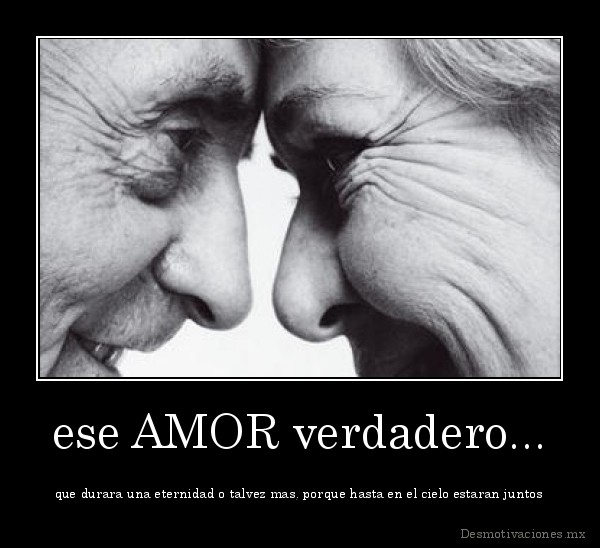 ese AMOR verdadero...
que durara una eternidad o talvez mas, porque hasta en el cielo estaran juntos
Desmotivaciones.mx